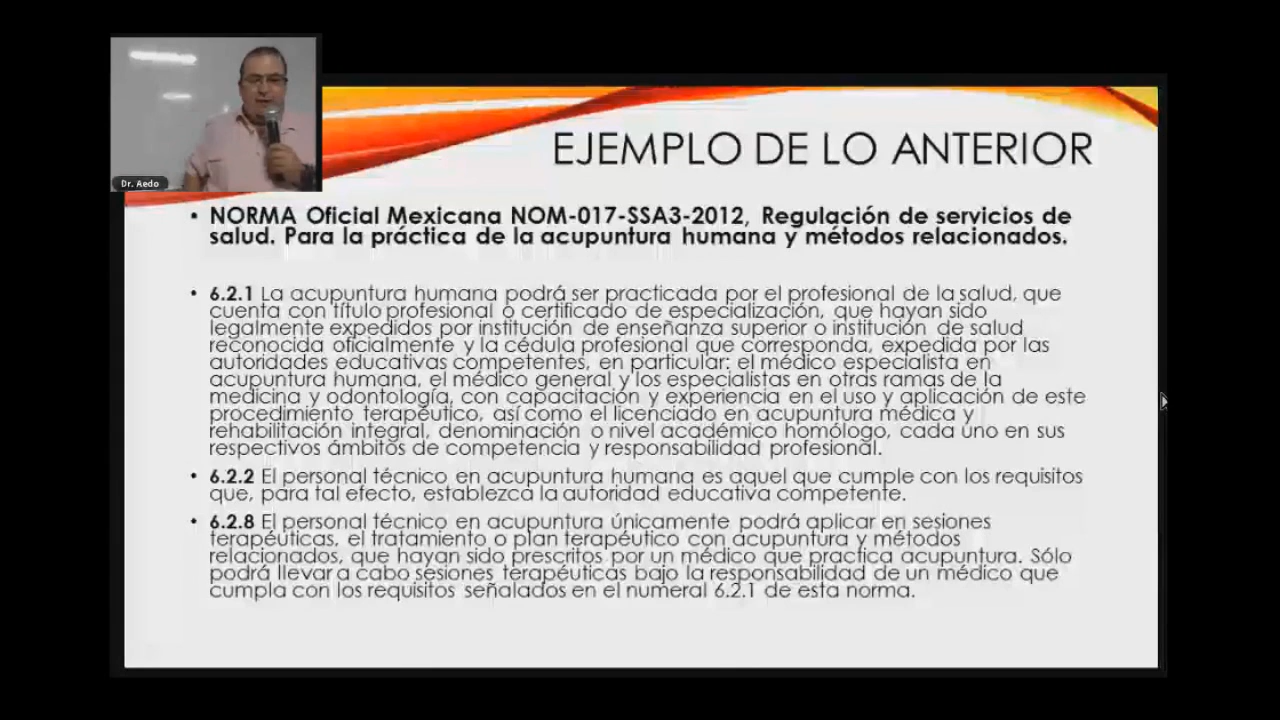 Dr. Aedo
EJEMPLO DE LO ANTERIOR
• NORMA Oficial Mexicana NOM-017-SSA3-2012, Regulación de servicios de
salud. Para la práctica de la acupuntura humana y métodos relacionados.
• 6.2.1 La acupuntura humana podrá ser practicada por el profesional de la salud, que
cuenta con título profesional o certificado de especialización, que hayan sido
legalmente expedidos por institución de enseñanza superior o institución de salud
reconocida oficialmente y la cédula profesional que corresponda, expedida por las
autoridades educativas competentes, en particular: el médico especialista en
acupuntura humana, el médico general y los especialistas en otras ramas de la
medicina y odontología, con capacitación y experiencia en el uso y aplicación de este
procedimiento terapéutico, así como el licenciado en acupuntura médica y
rehabilitación integral, denominación o nivel académico homólogo, cada uno en sus
respectivos ámbitos de competencia y responsabilidad profesional.
• 6.2.2 El personal técnico en acupuntura humana es aquel que cumple con los requisitos
que, para tal efecto, establezca la autoridad educativa competente.
• 6.2.8 El personal técnico en acupuntura únicamente podrá aplicar en sesiones
terapéuticas, el tratamiento o plan terapéutico con acupuntura y métodos
relacionados, que hayan sido prescritos por un médico que practica acupuntura. Sólo
podrá llevar a cabo sesiones terapéuticas bajo la responsabilidad de un médico que
cumpla con los requisitos señalados en el numeral 6.2.1 de esta norma.